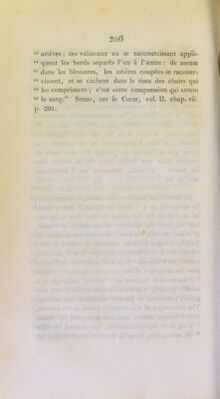 206
“ artères ; ces vaisseaux en se raccourcissant appli-
“ quent les bords séparés l'un à l'autre: de meme
“ dans les blessures, les artères coupées se raccour-
“ cissent, et se cachent dans le tissu des chairs qui
“ les compriment ; c'est cette compression qui arrete
“ le sang.” Senac, sur le Cœur, vol. II. chap. vii.
p. 201.